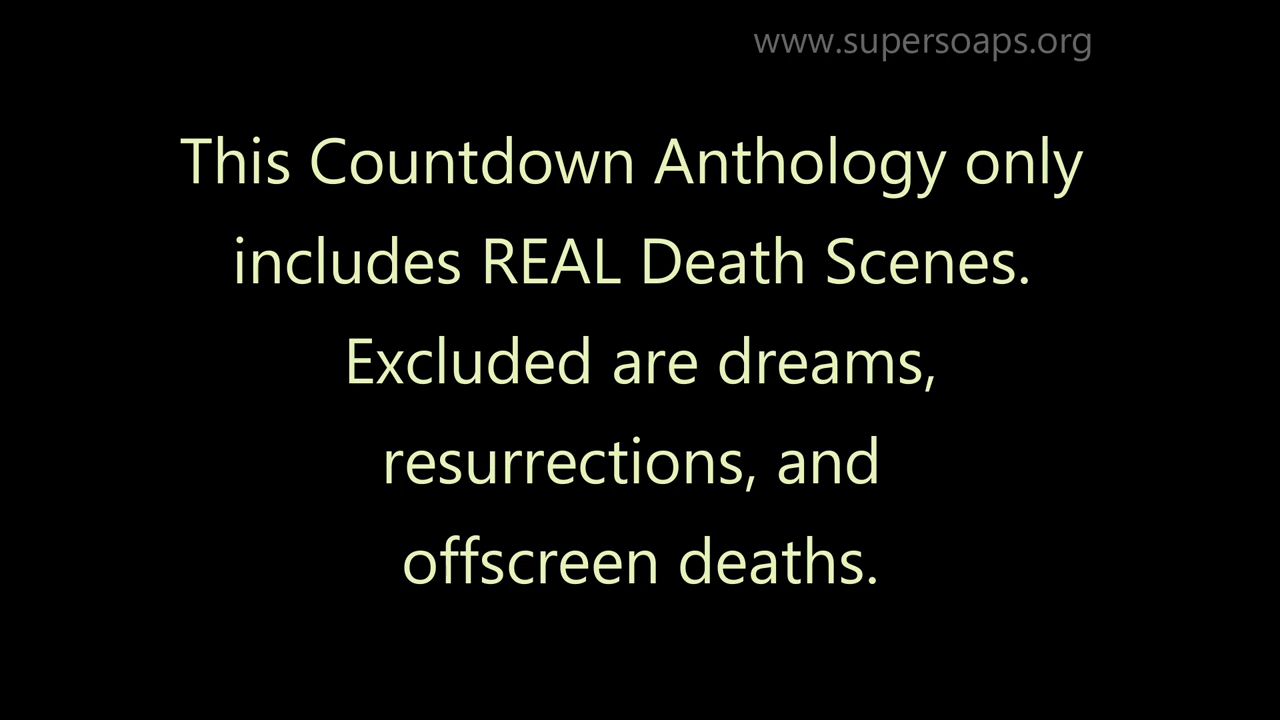 www.supersoaps.org
This Countdown Anthology only
includes REAL Death Scenes.
Excluded are dreams,
resurrections, and
offscreen deaths.